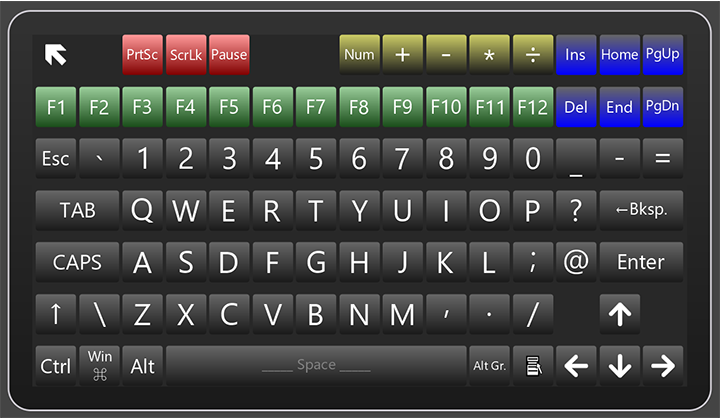 PrtSc ScrLk Pause Num + - * ÷ Ins Home PgUp
F1 F2 F3 F4 F5 F6 F7 F8 F9 F10 F11 F12 Del End PgDn
Esc ` 1 2 3 4 5 6 7 8 9 0 _ - =
TAB Q W E R T Y U I O P ? ←Bksp.
CAPS A S D F G H J K L ; @ Enter
↑ \ Z X C V B N M , . / ↑
Ctrl Win ⌘ Alt ____ Space ____ Alt Gr. ← ↓ →